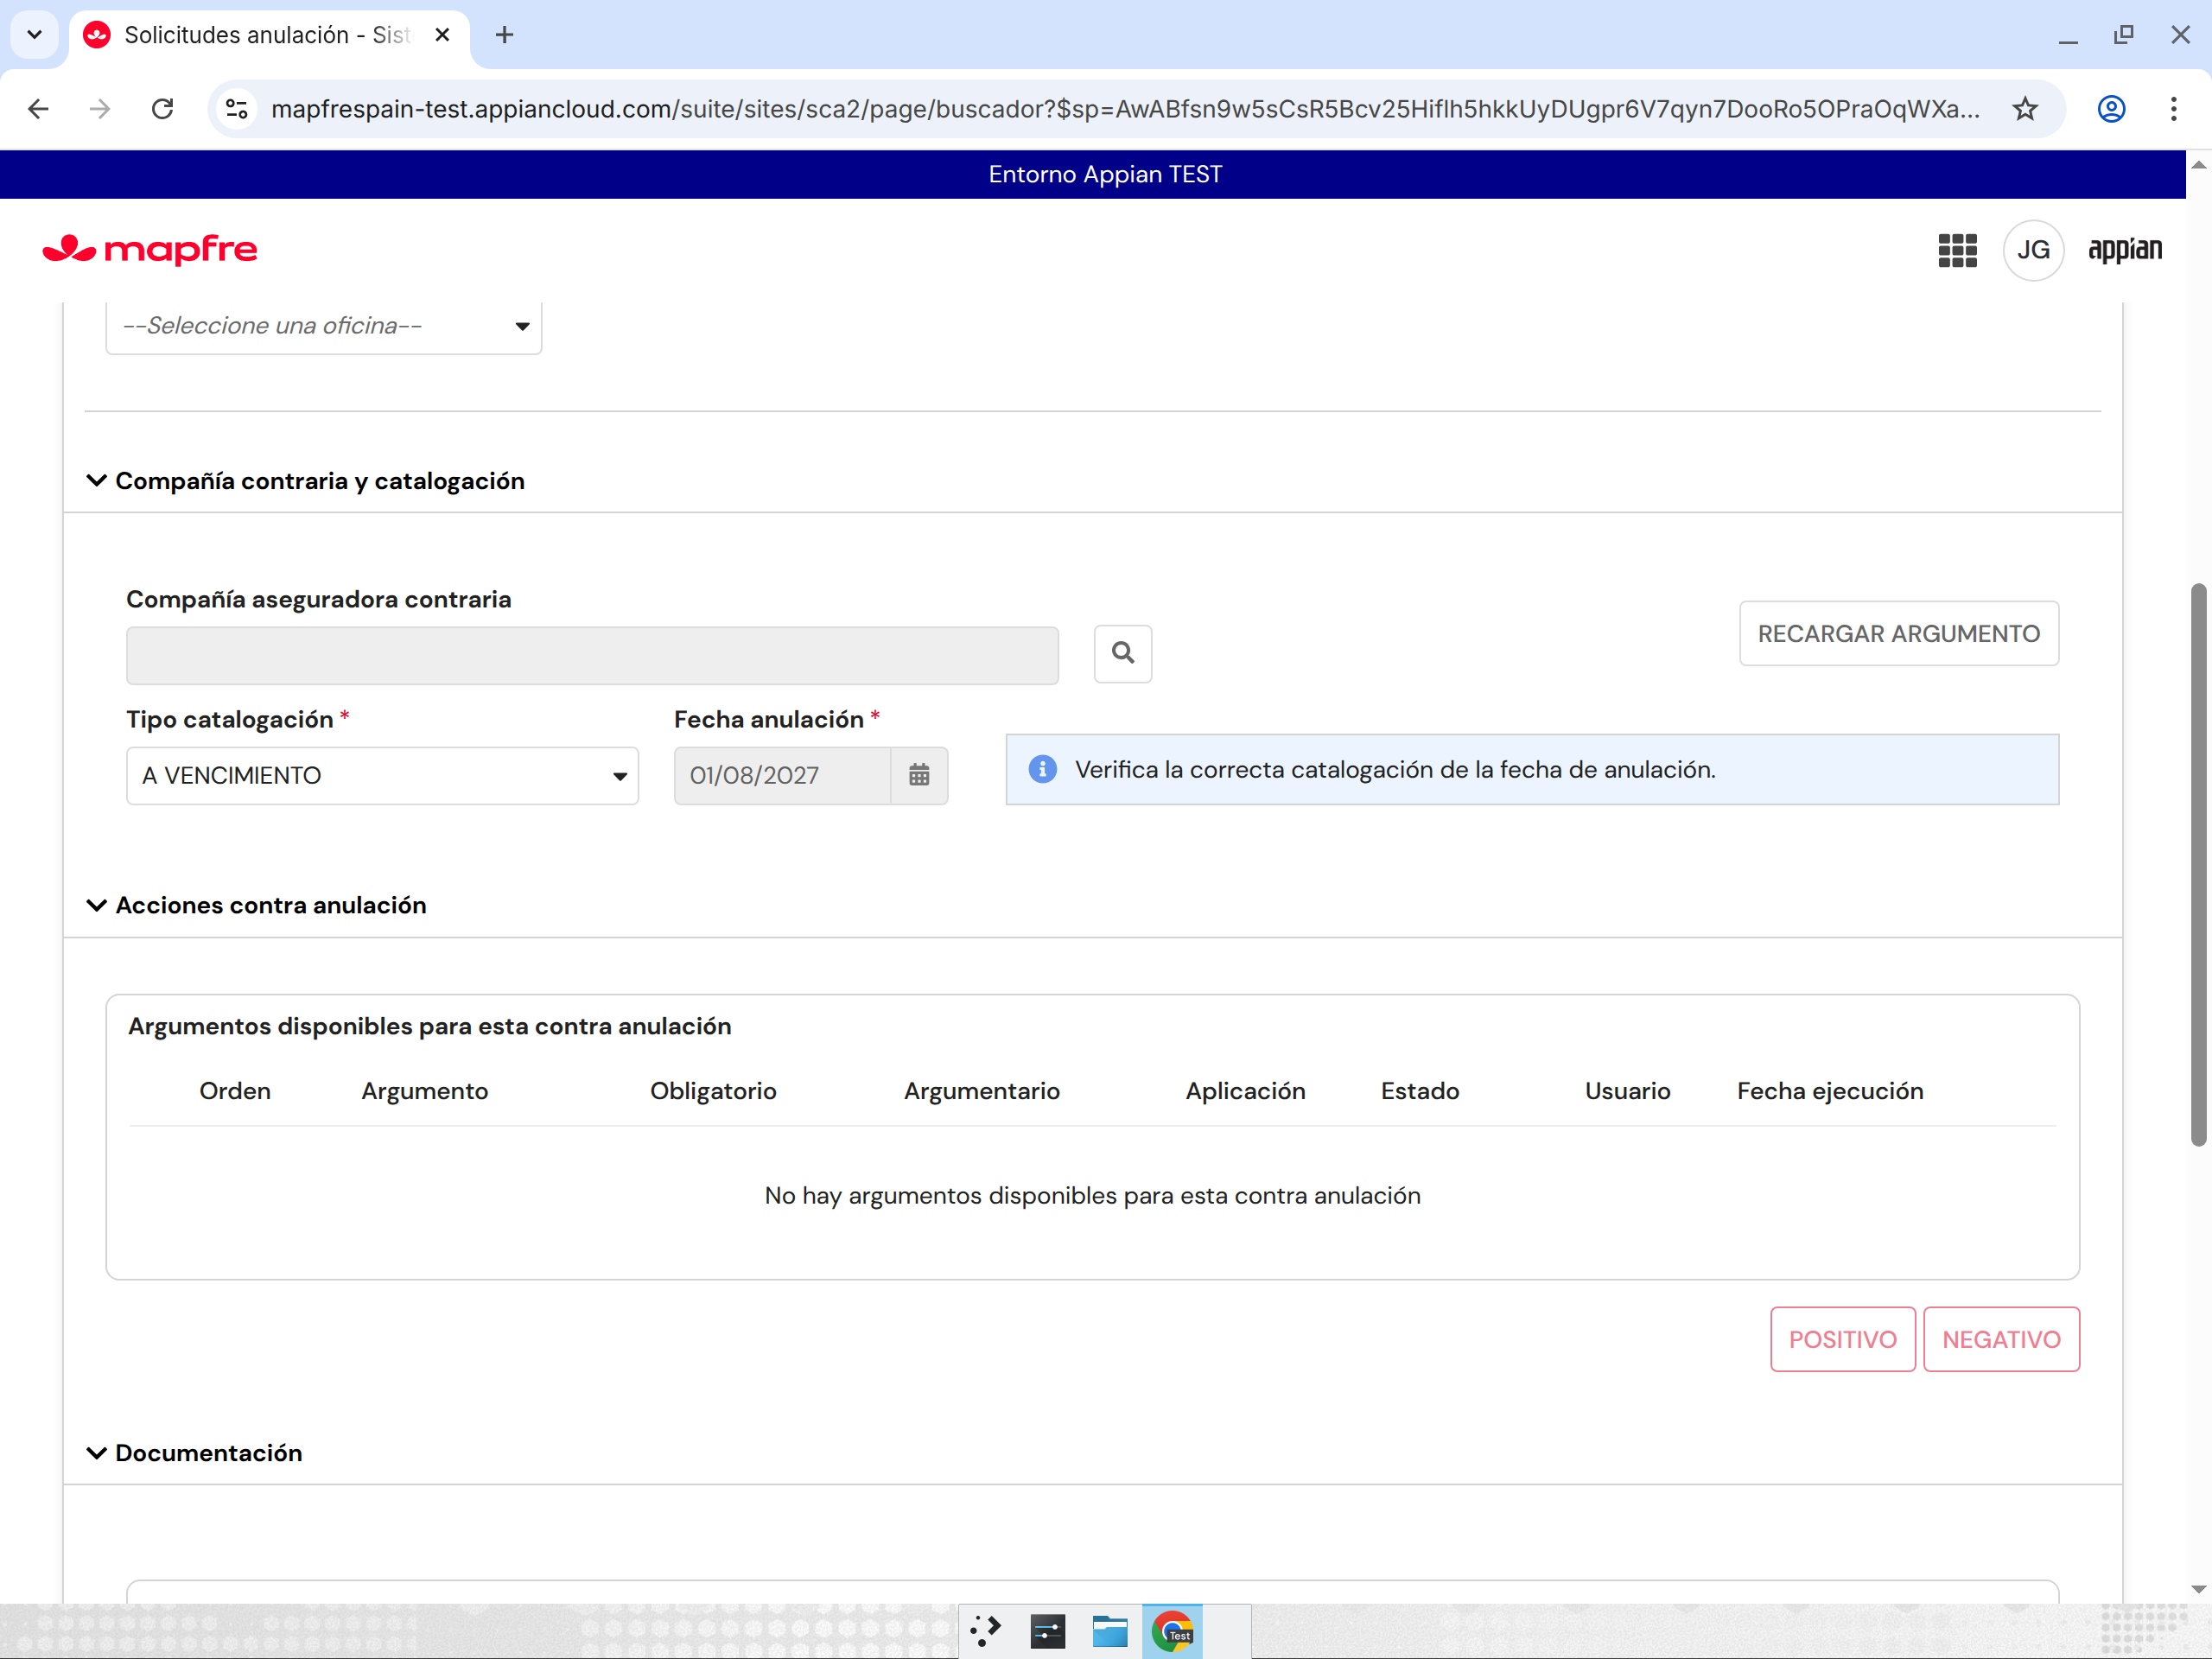 Solicitudes anulación - Sist
mapfrespain-test.appiancloud.com/suite/sites/sca2/page/buscador?$sp=AwABfsn9w5sCsR5Bcv25Hiflh5hkkUyDUgpr6V7qyn7DooRo5OPraOqWXa...
Entorno Appian TEST
mapfre
JG
appian
--Seleccione una oficina--
Compañía contraria y catalogación
Compañía aseguradora contraria
RECARGAR ARGUMENTO
Tipo catalogación *
Fecha anulación *
A VENCIMIENTO
01/08/2027
Verifica la correcta catalogación de la fecha de anulación.
Acciones contra anulación
Argumentos disponibles para esta contra anulación
Orden Argumento Obligatorio Argumentario Aplicación Estado Usuario Fecha ejecución
No hay argumentos disponibles para esta contra anulación
POSITIVO NEGATIVO
Documentación
Test